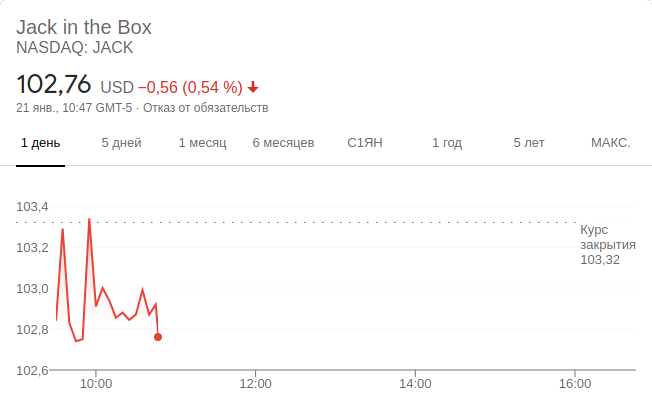 Jack in the Box
NASDAQ: JACK
102,76 USD −0,56 (0,54 %)
21 янв., 10:47 GMT-5 · Отказ от обязательств
1 день 5 дней 1 месяц 6 месяцев С1ЯН 1 год 5 лет МАКС.
103,4
Курс
закрытия
103,32
103,2
103,0
102,8
102,6
10:00 12:00 14:00 16:00